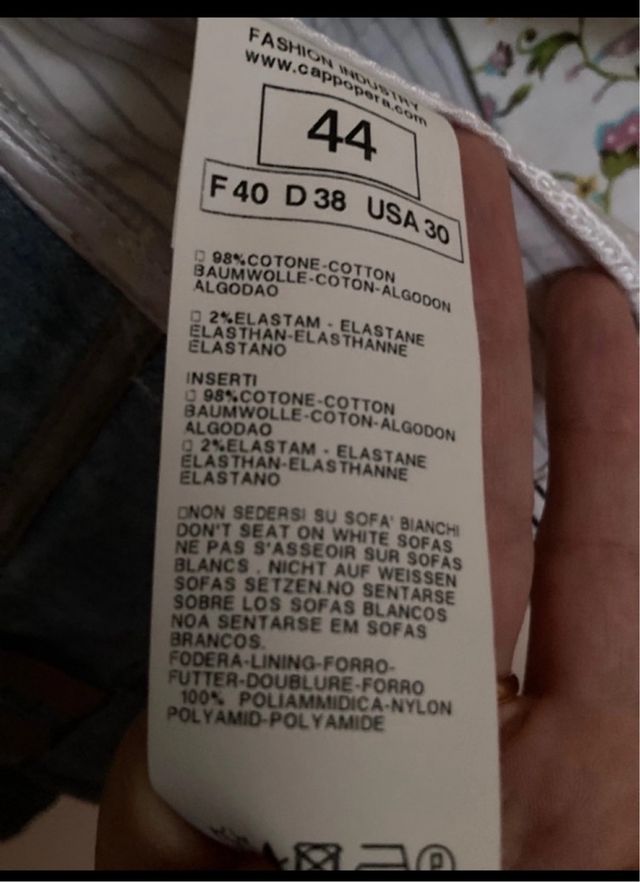 FASHION INDUSTRY
www.cappopera.com
44
F 40 D 38 USA 30
98%COTONE-COTTON
BAUMWOLLE-COTON-ALGODON
ALGODAO
2%ELASTAM - ELASTANE
ELASTHAN-ELASTHANNE
ELASTANO
INSERTI
98%COTONE-COTTON
BAUMWOLLE-COTON-ALGODON
ALGODAO
2%ELASTAM - ELASTANE
ELASTHAN-ELASTHANNE
ELASTANO
NON SEDERSI SU SOFA' BIANCHI
DON'T SEAT ON WHITE SOFAS
NE PAS S'ASSEOIR SUR SOFAS
BLANCS . NICHT AUF WEISSEN
SOFAS SETZEN.NO SENTARSE
SOBRE LOS SOFAS BLANCOS
NOA SENTARSE EM SOFAS
BRANCOS.
FODERA-LINING-FORRO-
FUTTER-DOUBLURE-FORRO
100% POLIAMMIDICA-NYLON
POLYAMID-POLYAMIDE
P